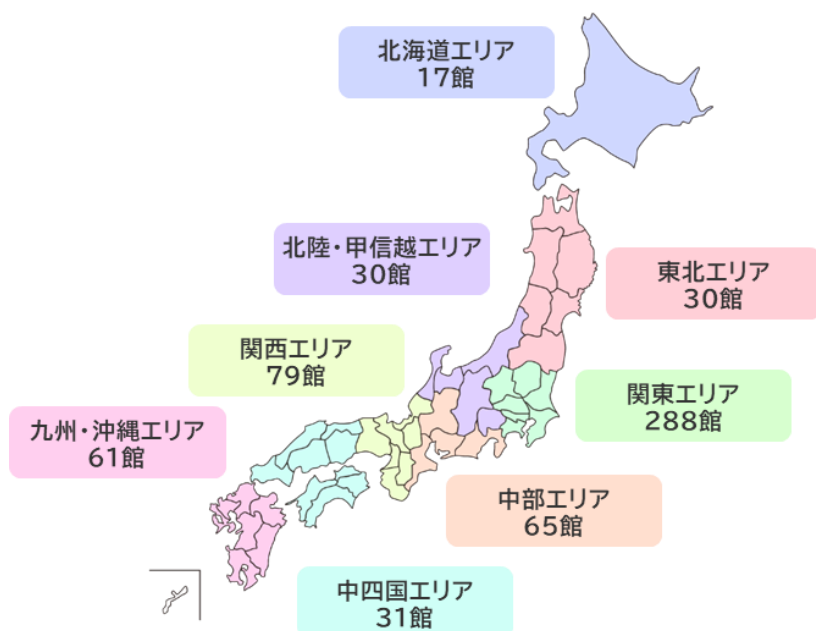 北海道エリア
17館
北陸・甲信越エリア
30館
東北エリア
30館
関西エリア
79館
関東エリア
288館
九州・沖縄エリア
61館
中部エリア
65館
中四国エリア
31館